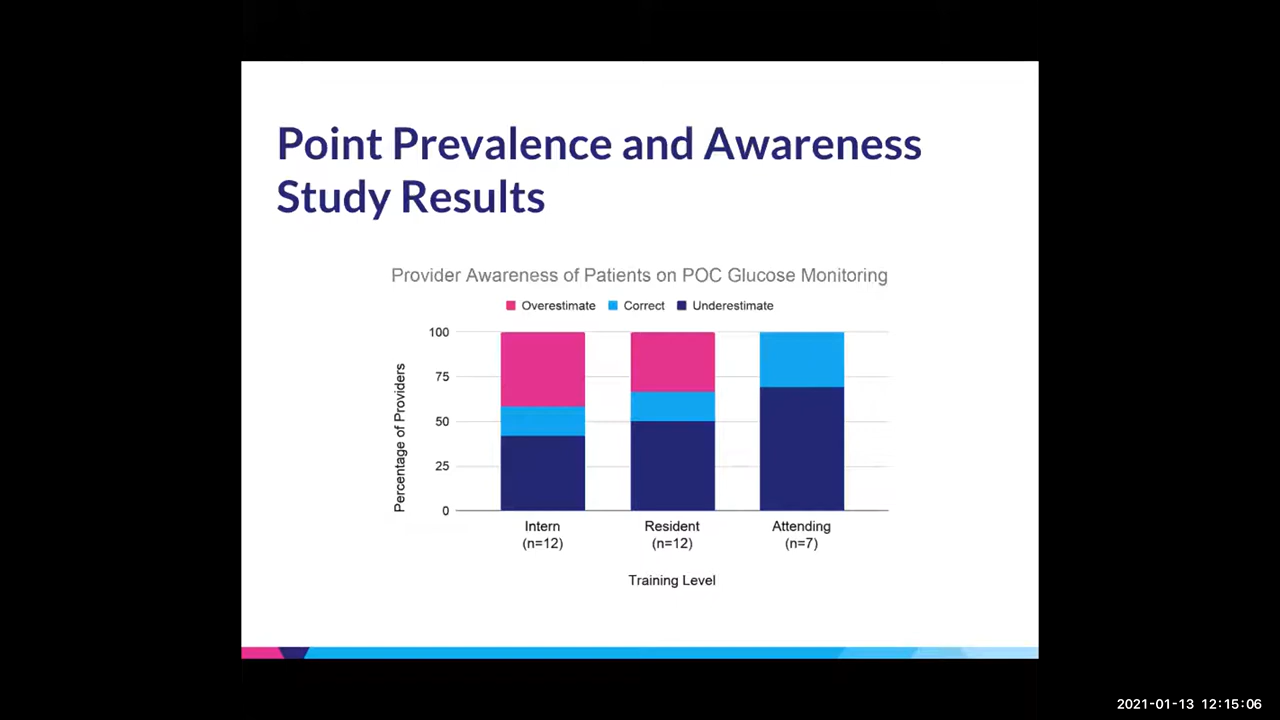 Point Prevalence and Awareness
Study Results
Provider Awareness of Patients on POC Glucose Monitoring
Overestimate Correct Underestimate
Percentage of Providers
100
75
50
25
0
Intern
(n=12)
Resident
(n=12)
Attending
(n=7)
Training Level
2021-01-13 12:15:06